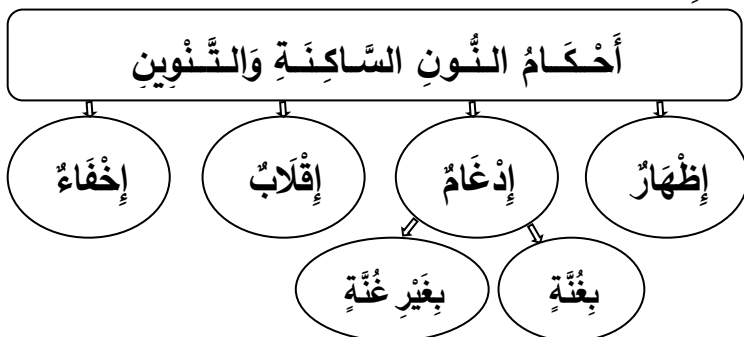 أَحْكَامُ النُّونِ السَّاكِنَةِ وَالتَّنْوِينِ
إِظْهَارٌ إِدْغَامٌ إِقْلَابٌ إِخْفَاءٌ
بِغُنَّةٍ بِغَيْرِ غُنَّةٍ